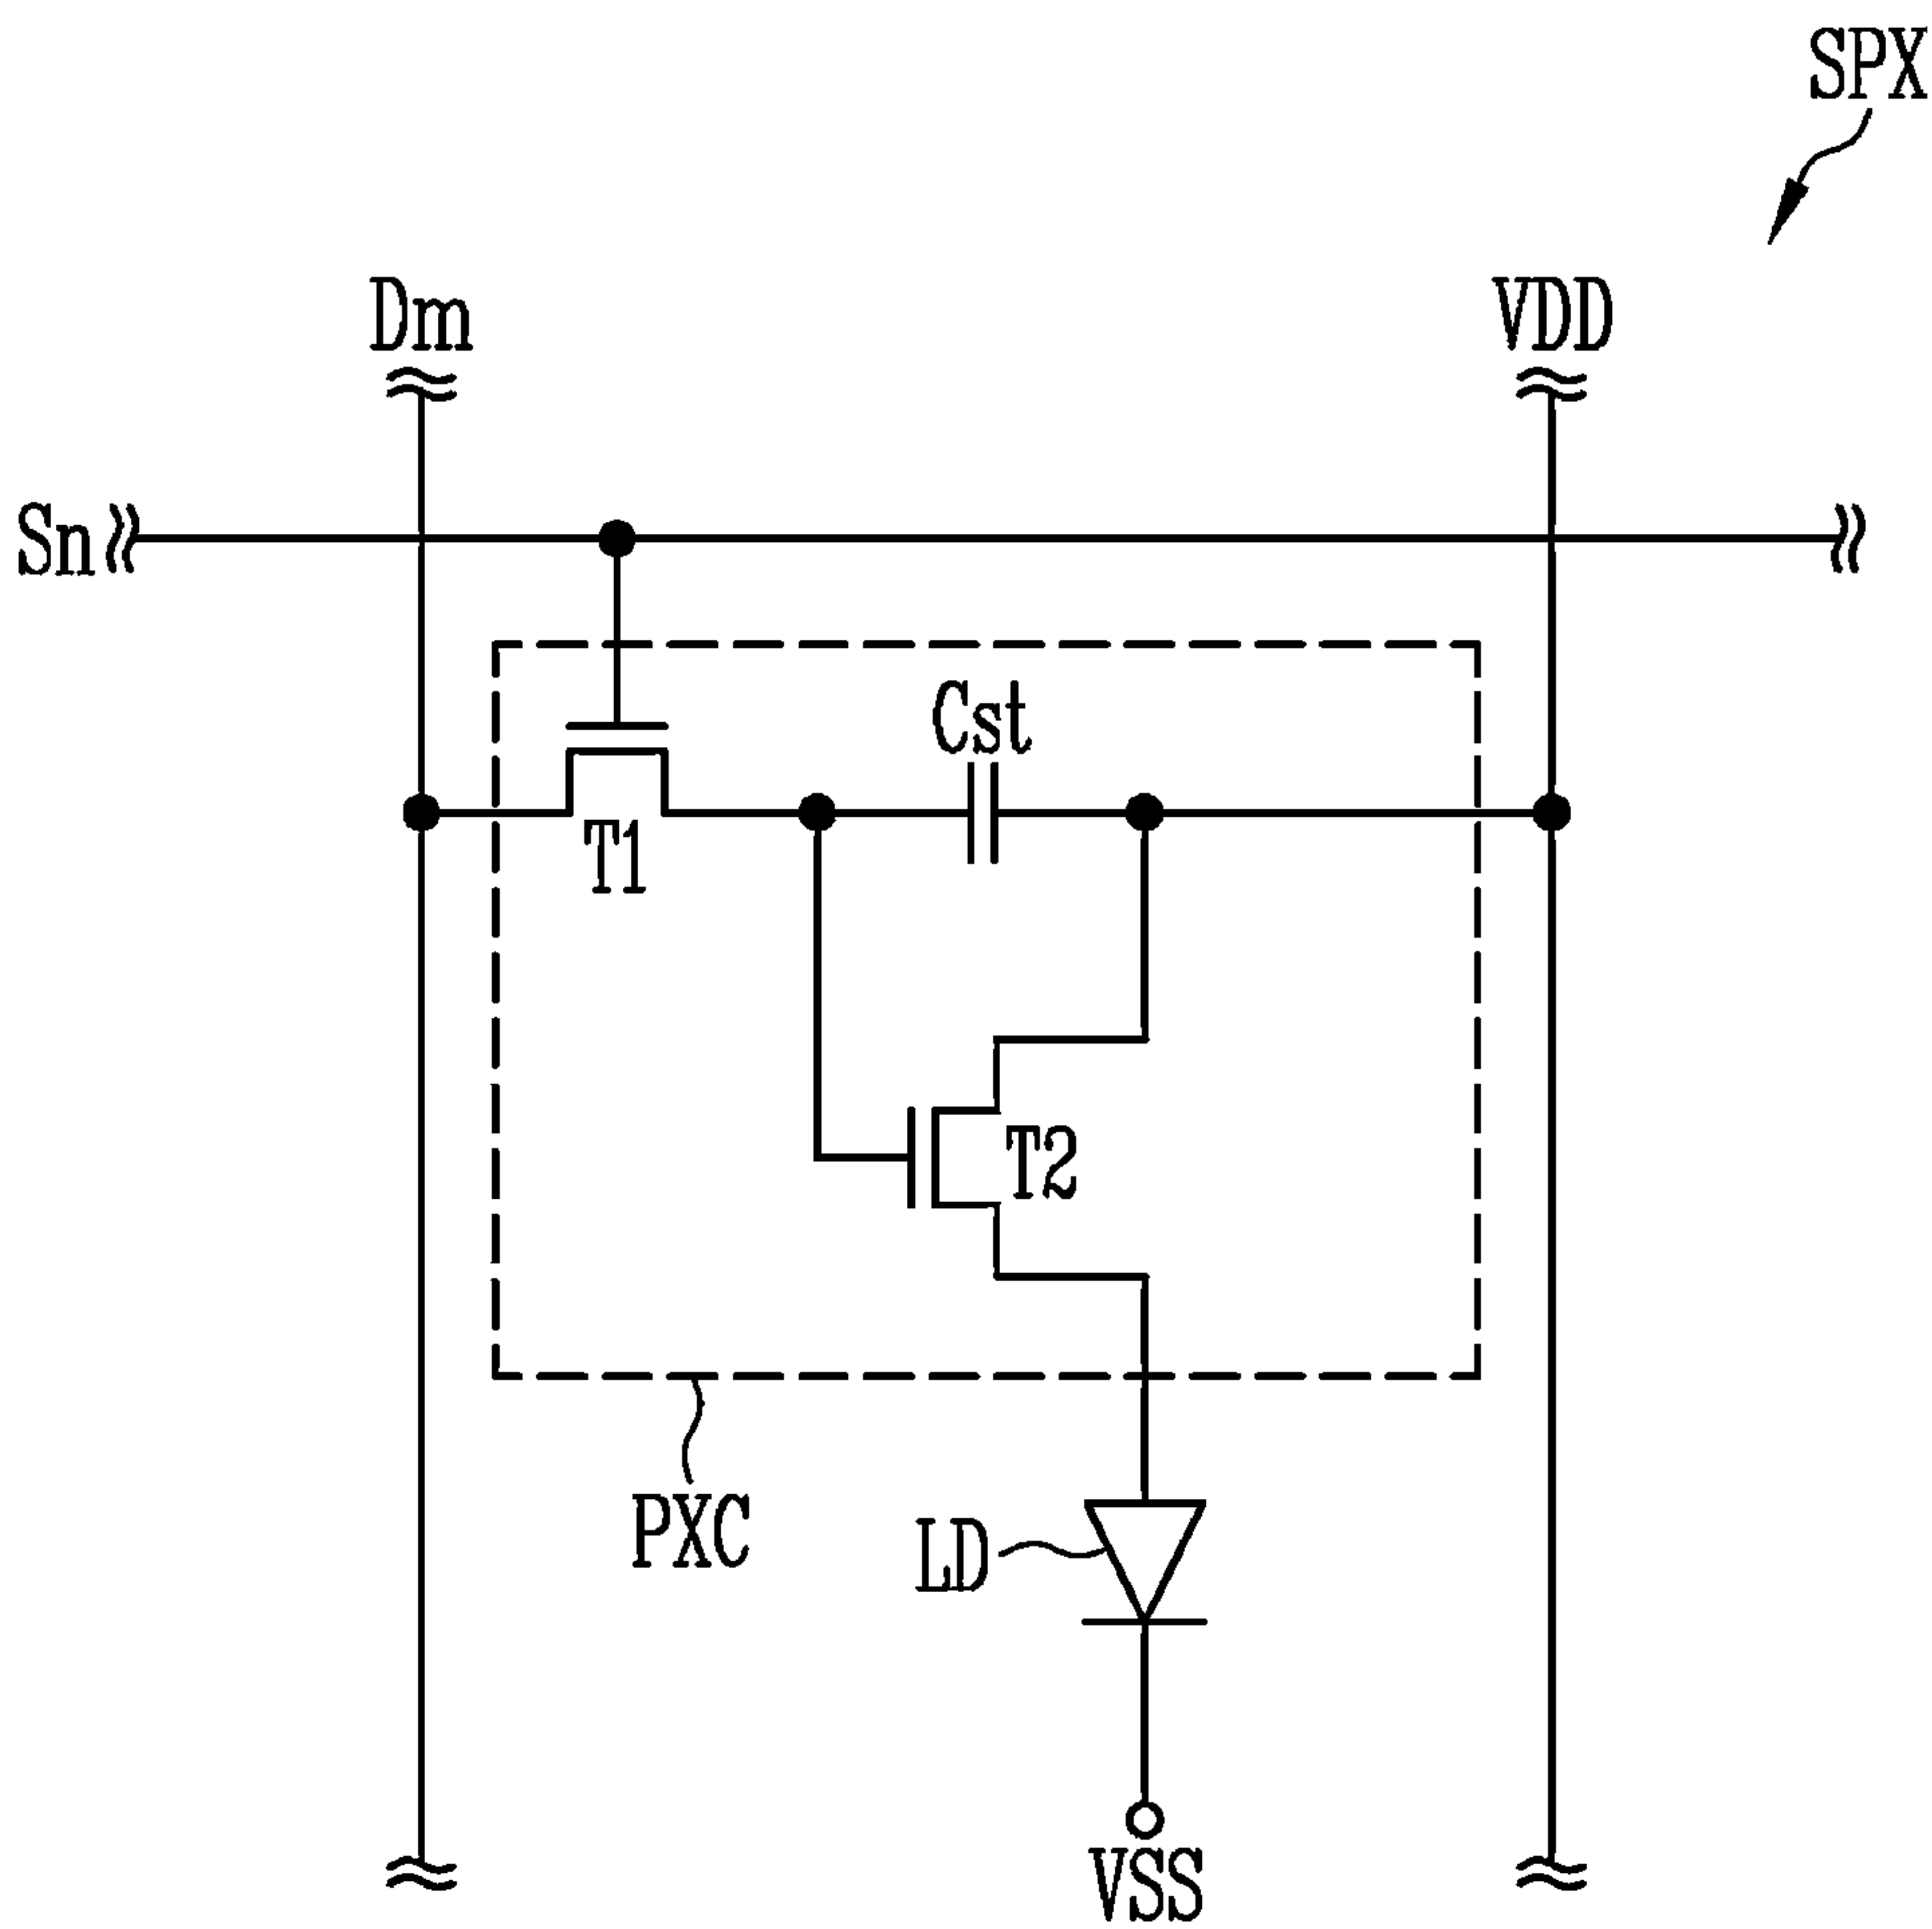 SPX
Dm
VDD
Sn
Cst
T1
T2
PXC
LD
VSS